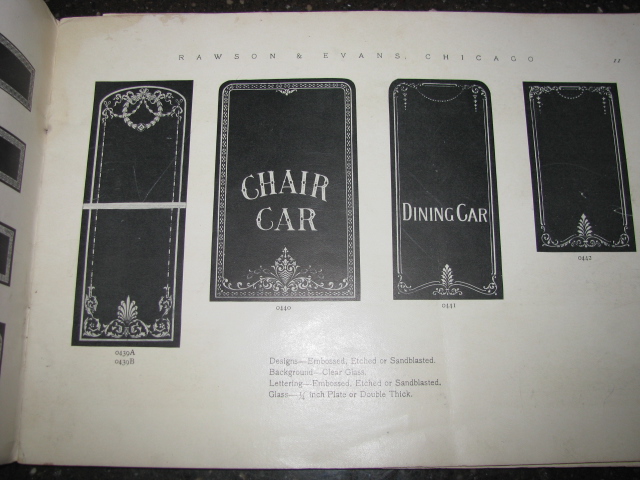 RAWSON & EVANS, CHICAGO
CHAIR
CAR
DINING CAR
0439A
0439B
0440
0441
0442
Designs—Embossed, Etched or Sandblasted.
Background—Clear Glass.
Lettering—Embossed, Etched or Sandblasted.
Glass—¼ inch Plate or Double Thick.